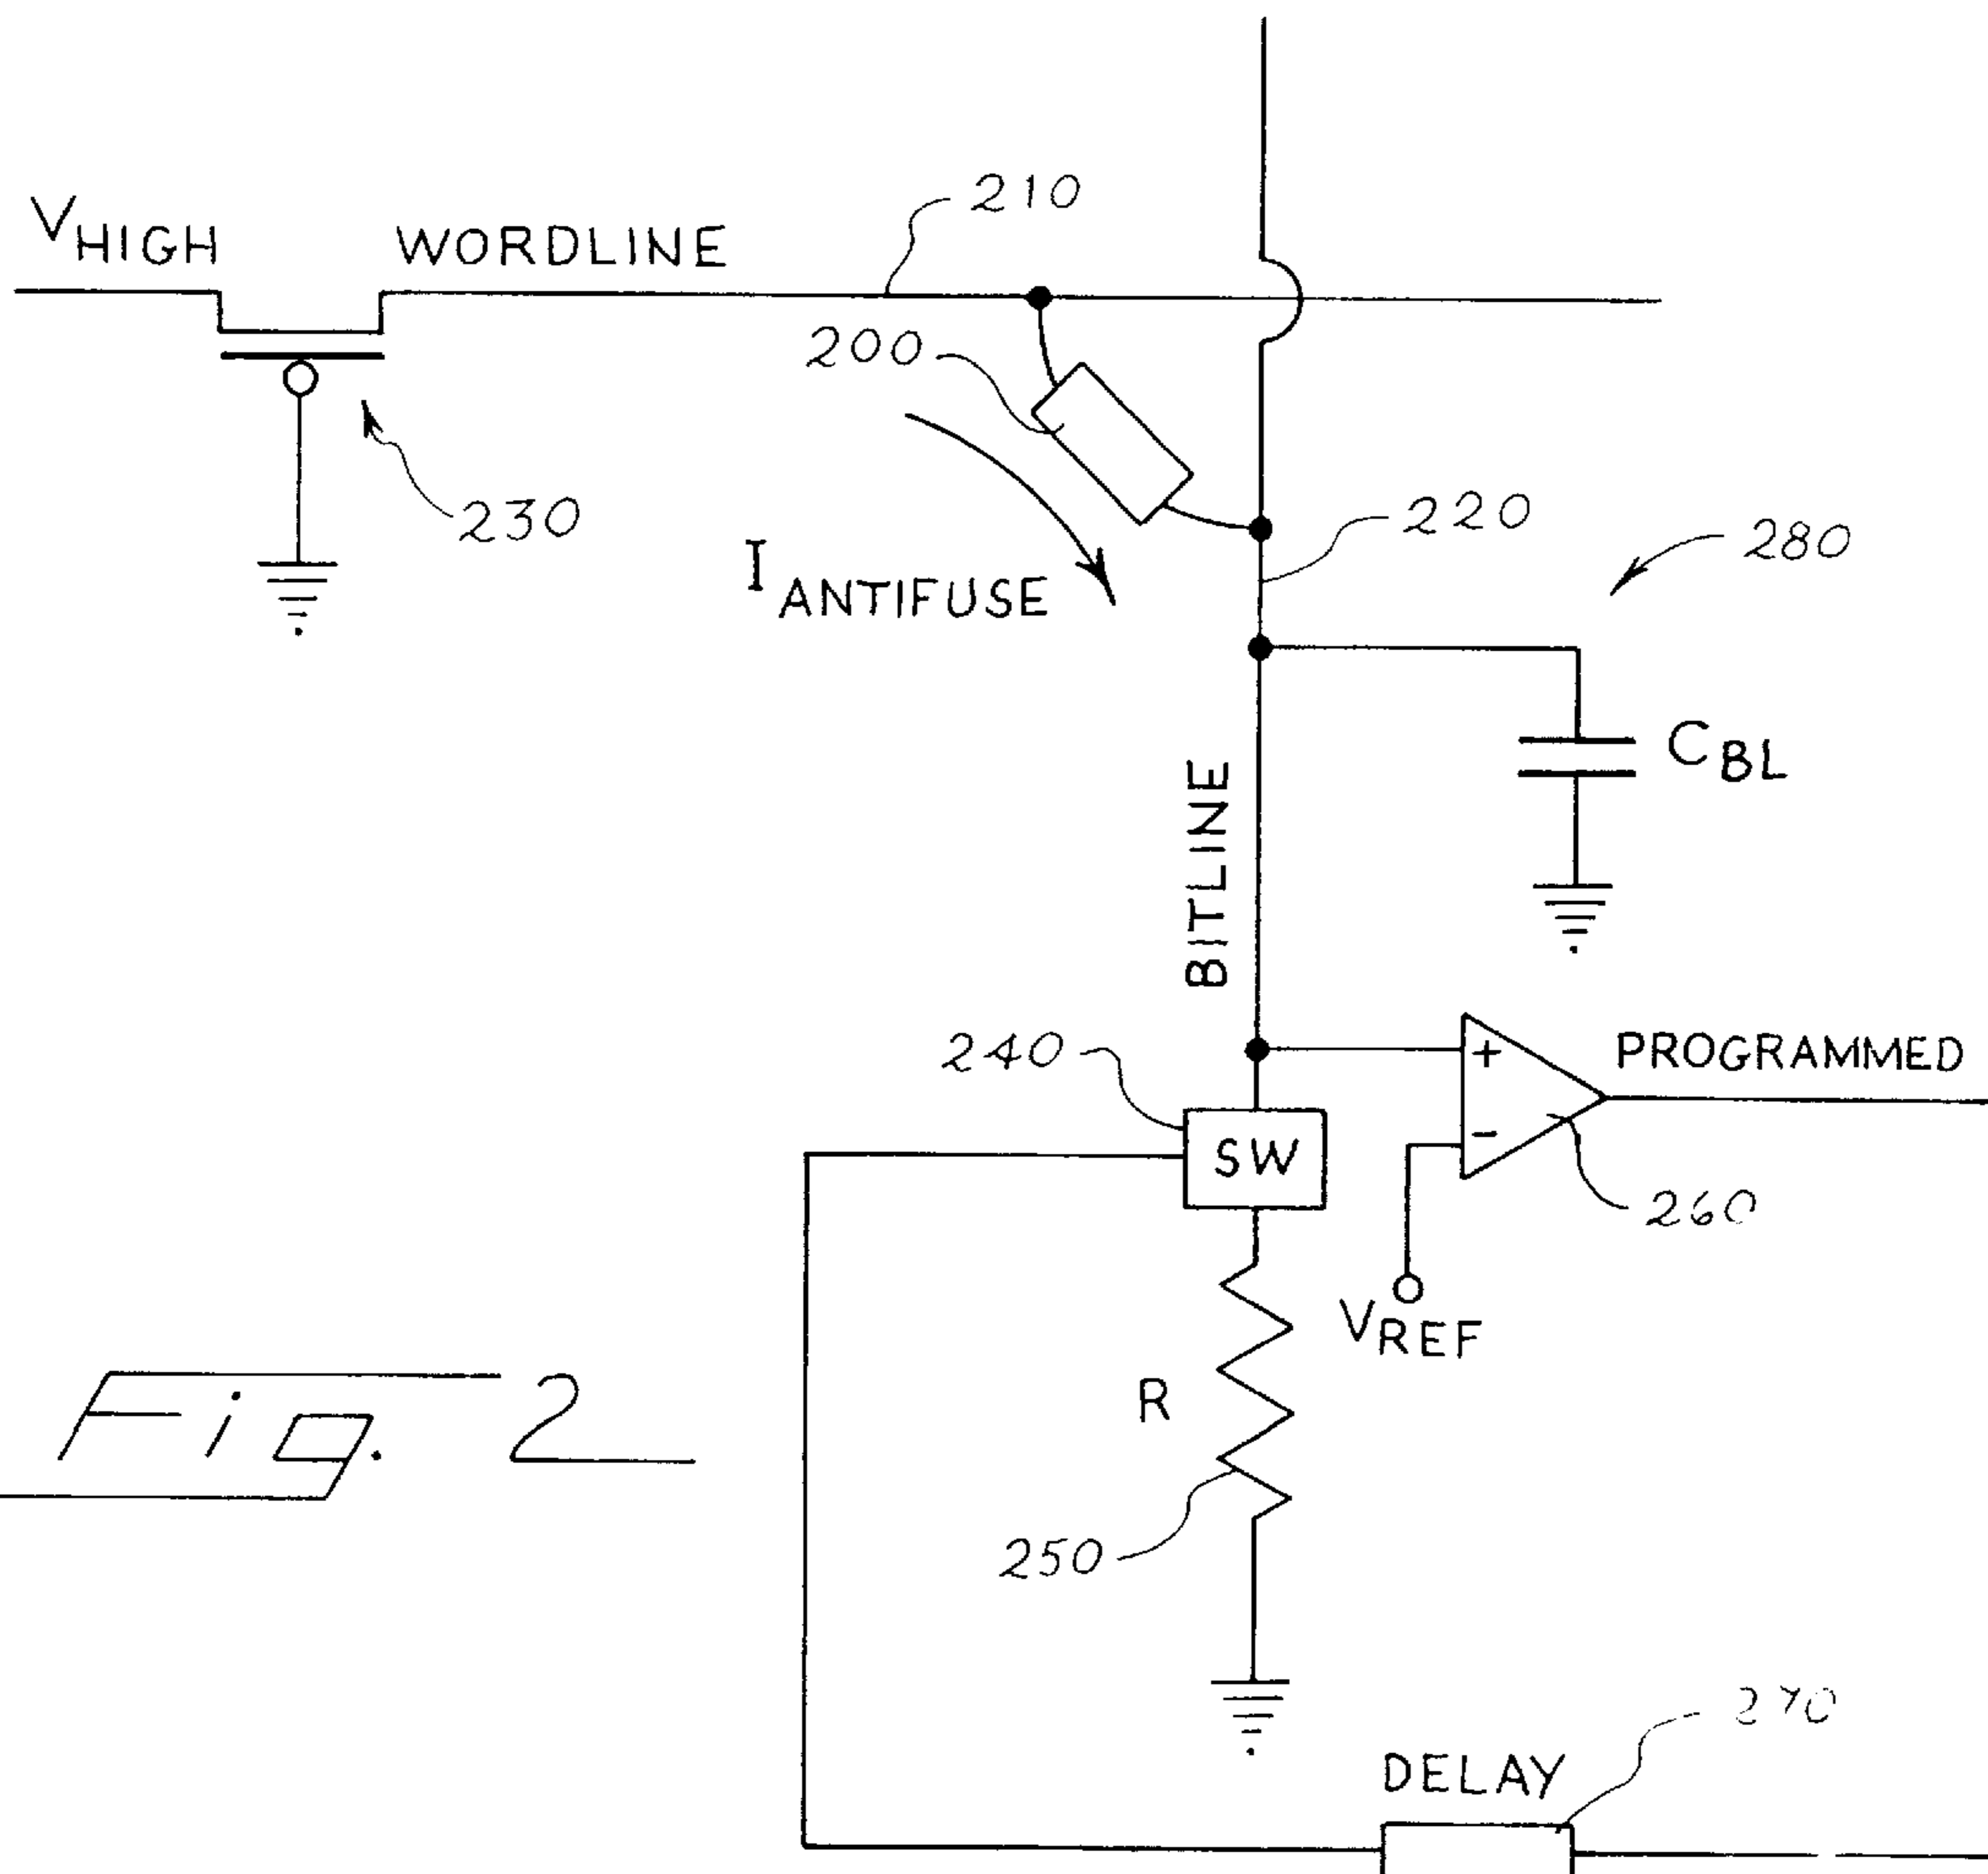 210
VHIGH
WORDLINE
200
230
220
280
IANTIFUSE
CBL
BITLINE
240
+
PROGRAMMED
SW
-
260
VREF
R
Fig. 2
250
270
DELAY